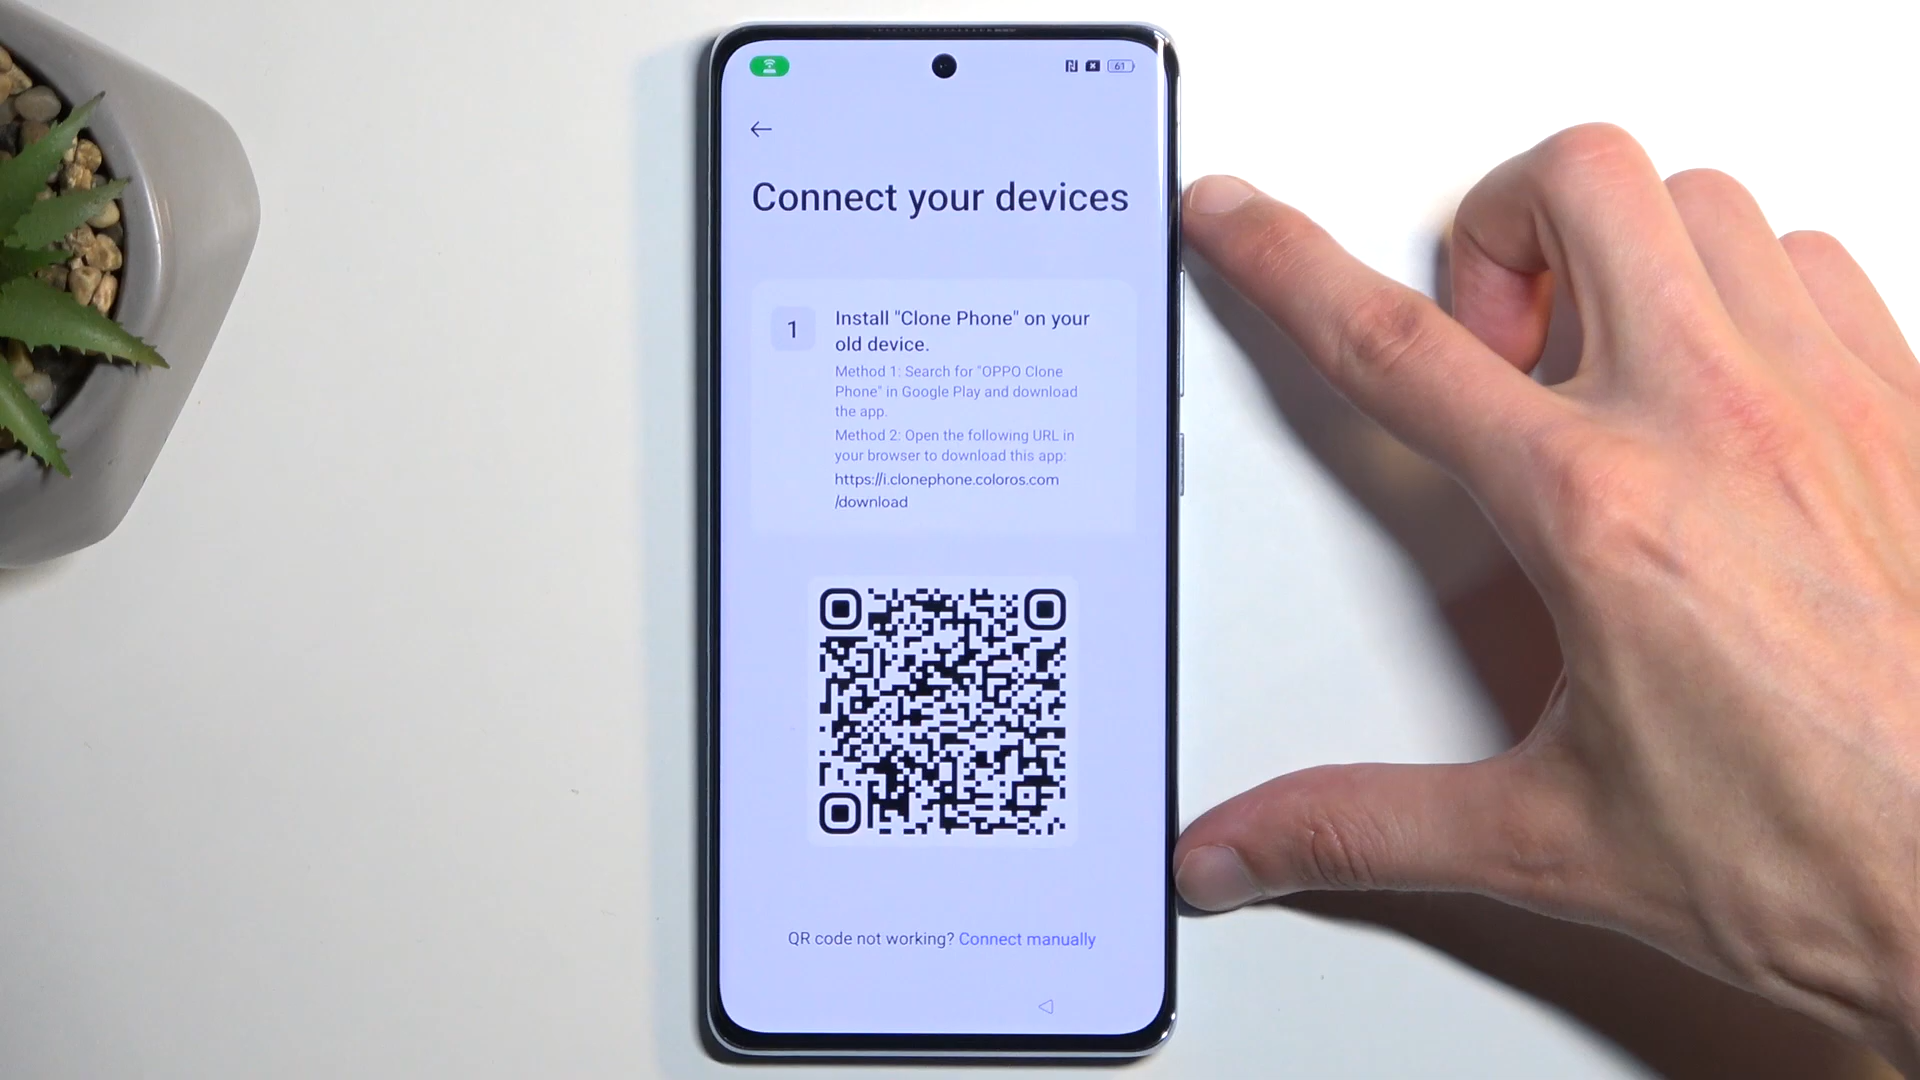 61
Connect your devices
1
Install "Clone Phone" on your
old device.
Method 1: Search for "OPPO Clone
Phone" in Google Play and download
the app.
Method 2: Open the following URL in
your browser to download this app:
https://i.clonephone.coloros.com
/download
QR code not working? Connect manually